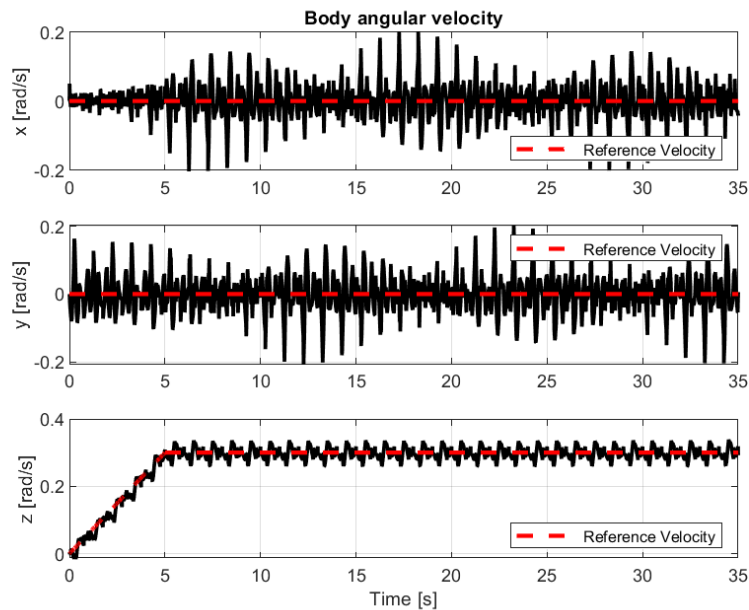 Body angular velocity
0.2
0
-0.2
x [rad/s]
Reference Velocity
0 5 10 15 20 25 30 35
0.2
0
-0.2
y [rad/s]
Reference Velocity
0 5 10 15 20 25 30 35
0.4
0.2
0
z [rad/s]
Reference Velocity
0 5 10 15 20 25 30 35
Time [s]